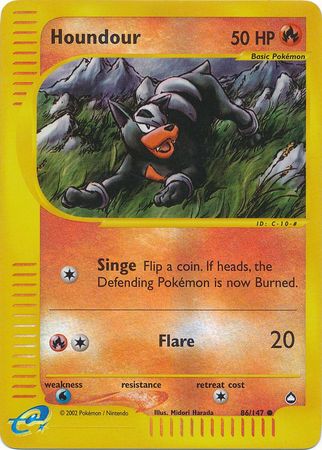 Houndour 50 HP
Basic Pokémon
ID: C-10-#
Singe Flip a coin. If heads, the
Defending Pokémon is now Burned.
Flare 20
weakness resistance retreat cost
© 2002 Pokémon / Nintendo Illus. Midori Harada 86/147 ●
e